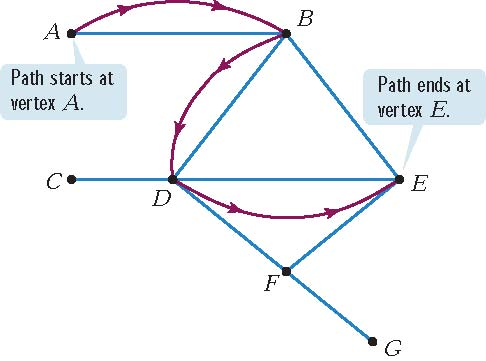 A
B
Path starts at
vertex A.
Path ends at
vertex E.
C
D
E
F
G